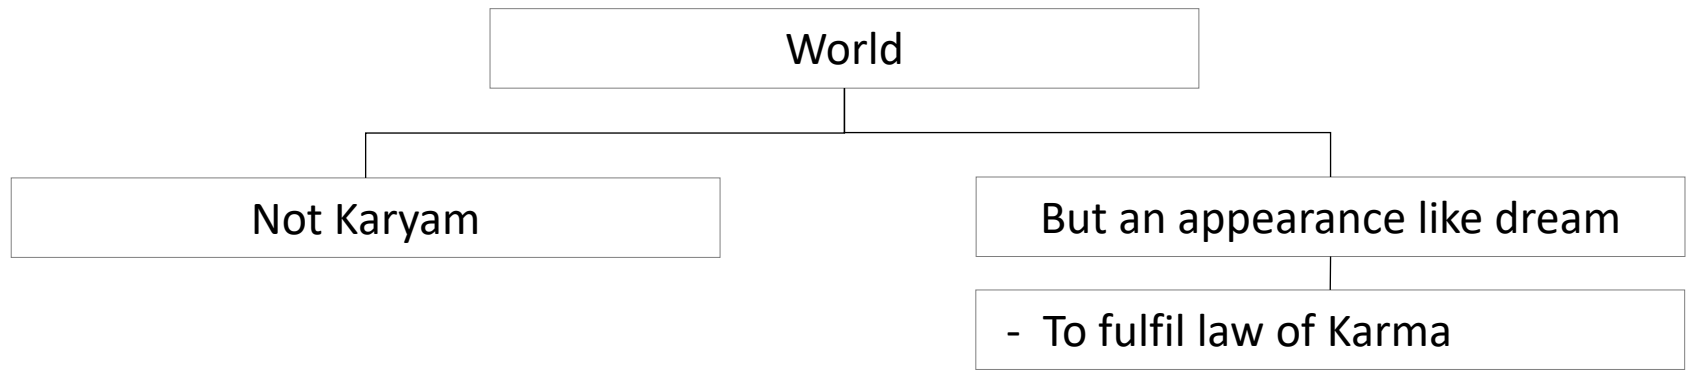 World
Not Karyam
But an appearance like dream
- To fulfil law of Karma